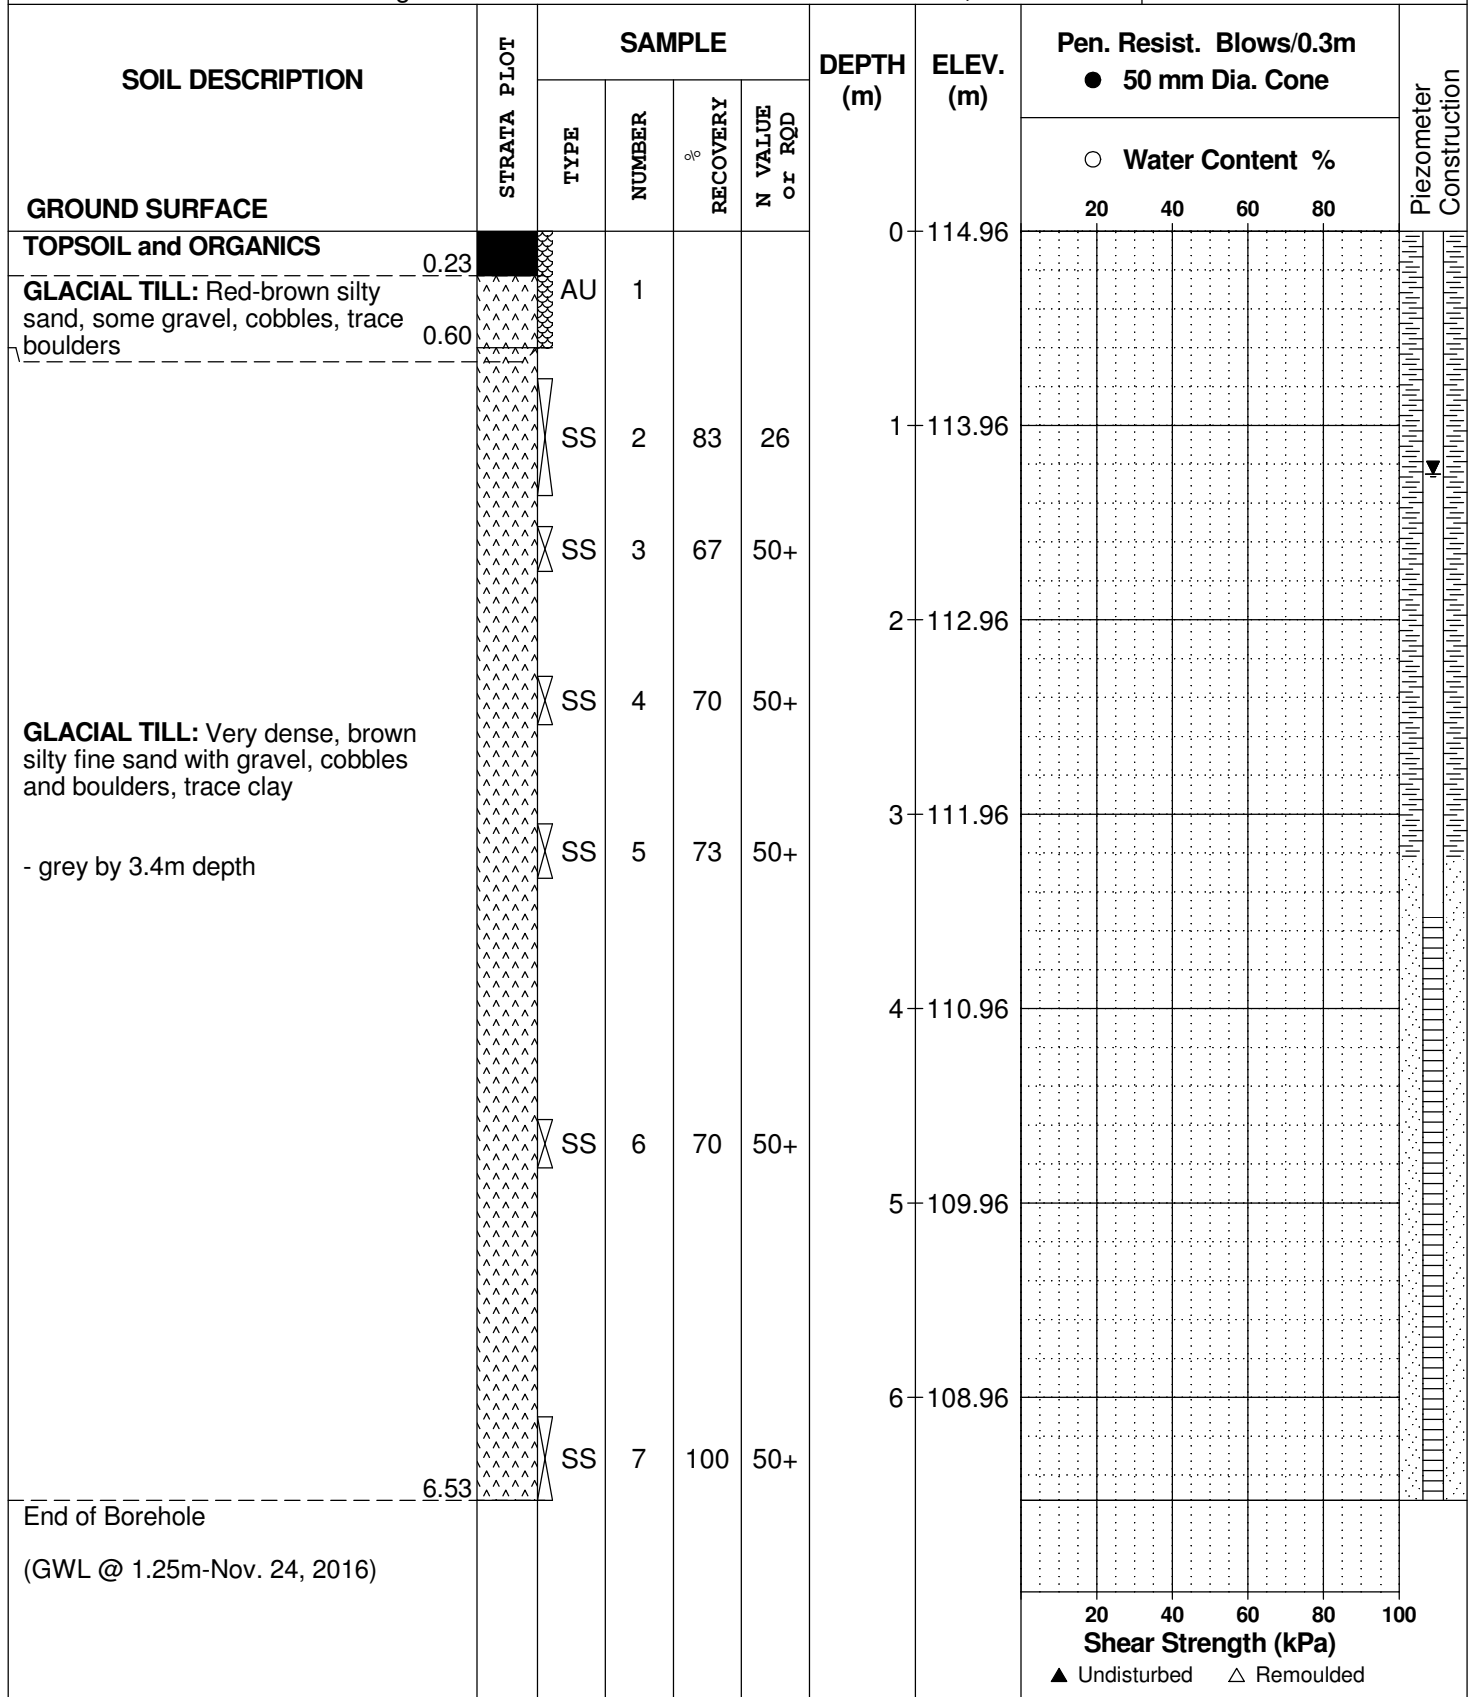 SOIL DESCRIPTION
GROUND SURFACE
STRATA PLOT
SAMPLE
TYPE
NUMBER
%
RECOVERY
N VALUE
or RQD
DEPTH
(m)
ELEV.
(m)
Pen. Resist. Blows/0.3m
● 50 mm Dia. Cone
○ Water Content %
20 40 60 80
Piezometer
Construction
0 114.96
TOPSOIL and ORGANICS
0.23
GLACIAL TILL: Red-brown silty
sand, some gravel, cobbles, trace
boulders
0.60
AU 1
SS 2 83 26
1 113.96
SS 3 67 50+
2 112.96
SS 4 70 50+
GLACIAL TILL: Very dense, brown
silty fine sand with gravel, cobbles
and boulders, trace clay
3 111.96
- grey by 3.4m depth
SS 5 73 50+
4 110.96
SS 6 70 50+
5 109.96
6 108.96
SS 7 100 50+
6.53
End of Borehole
(GWL @ 1.25m-Nov. 24, 2016)
20 40 60 80 100
Shear Strength (kPa)
▲ Undisturbed △ Remoulded